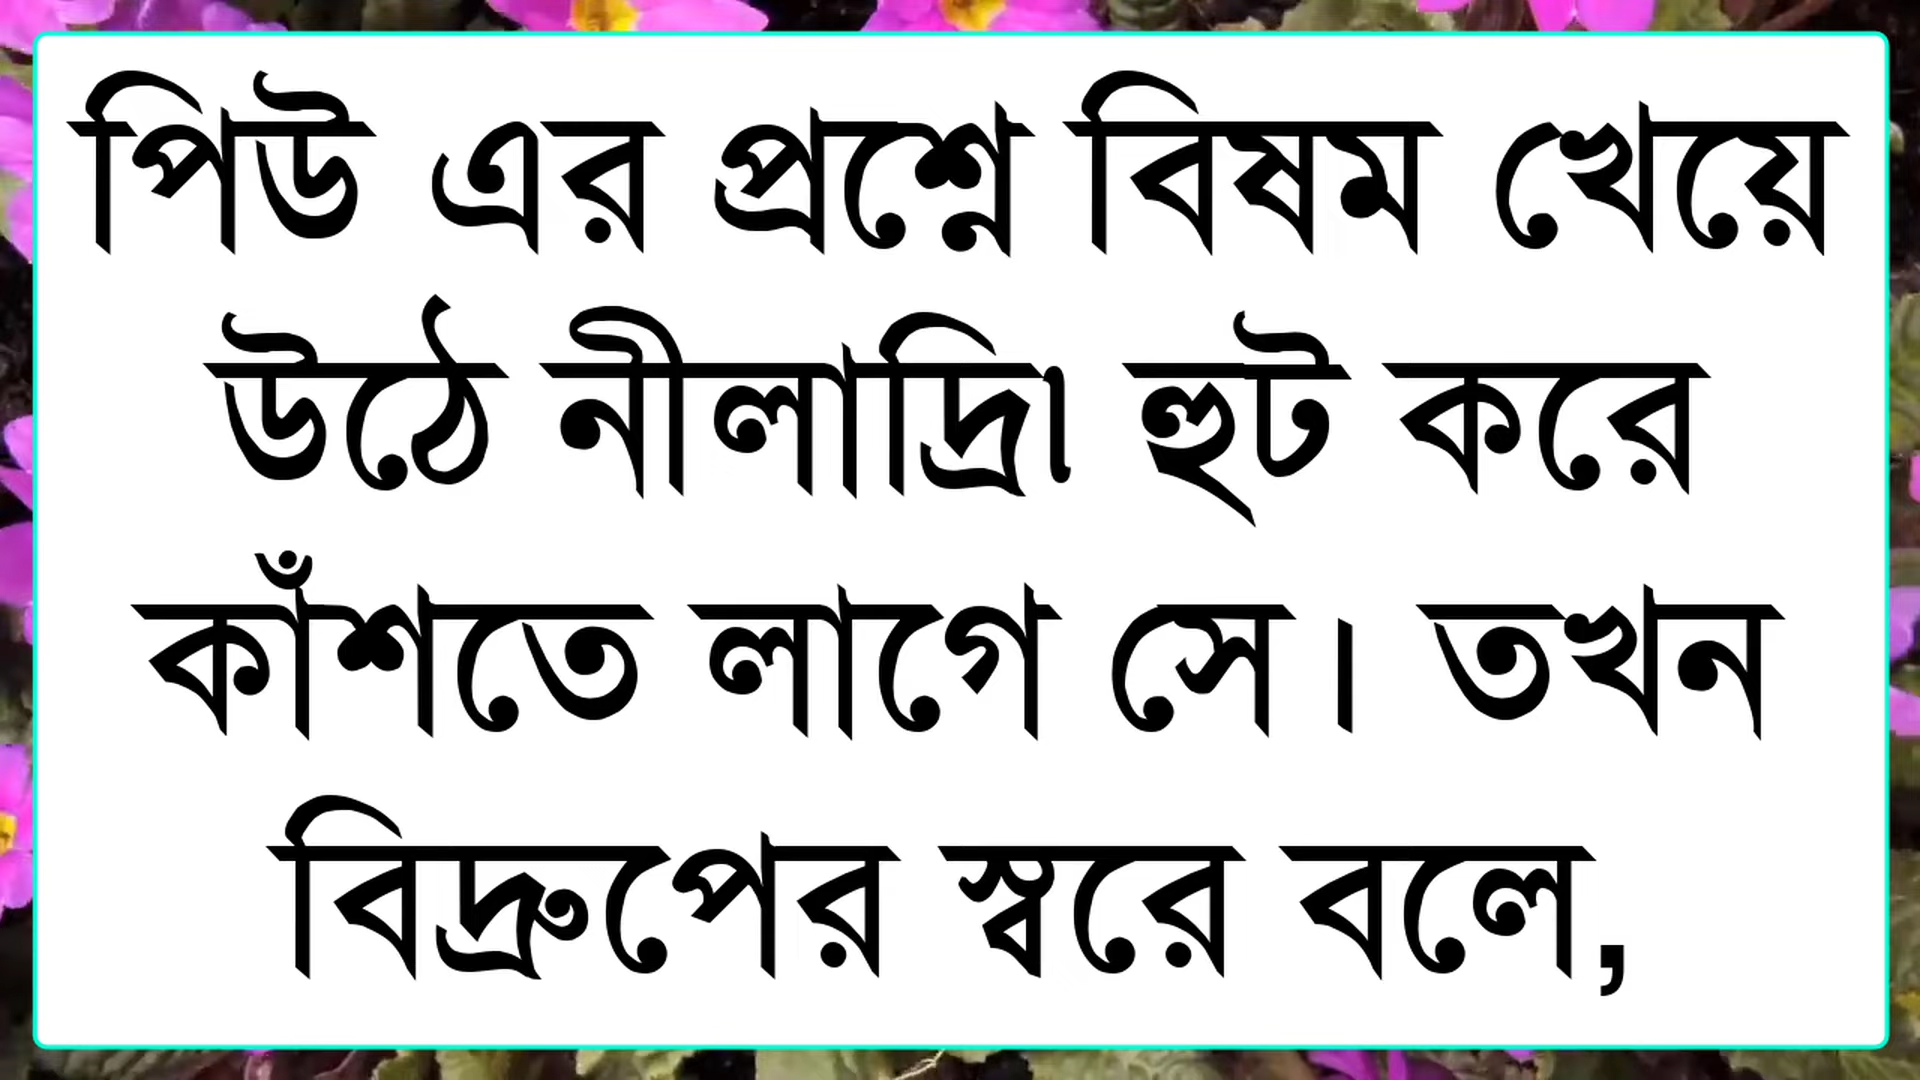 পিউ এর প্রশ্নে বিষম খেয়ে
উঠে নীলাদ্রি৷ হুট করে
কাঁশতে লাগে সে। তখন
বিদ্রুপের স্বরে বলে,